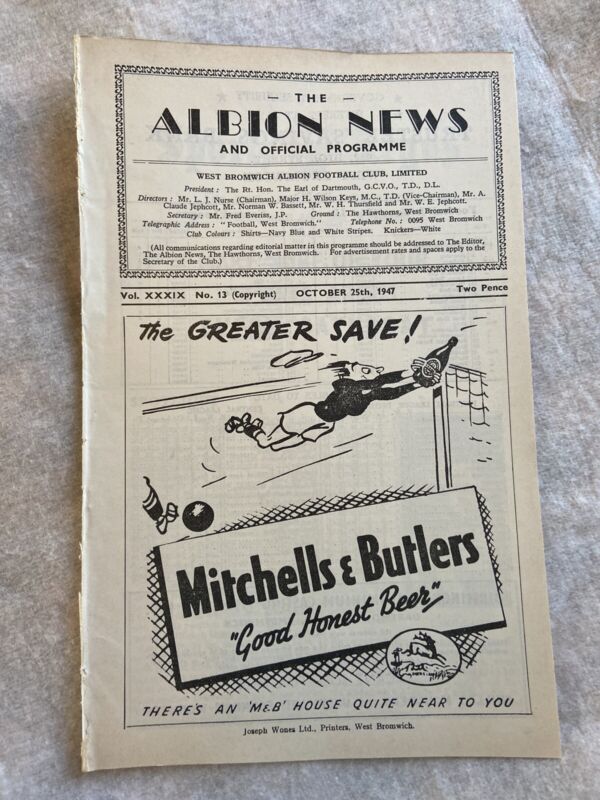 — THE —
ALBION NEWS
AND OFFICIAL PROGRAMME
WEST BROMWICH ALBION FOOTBALL CLUB, LIMITED
President : The Rt. Hon. The Earl of Dartmouth, G.C.V.O., T.D., D.L.
Directors : Mr. L. J. Nurse (Chairman), Major H. Wilson Keys, M.C., T.D. (Vice-Chairman), Mr. A.
Claude Jephcott, Mr. Norman W. Bassett, Mr. W. H. Thursfield and Mr. W. E. Jephcott.
Secretary : Mr. Fred Everiss, J.P. Ground : The Hawthorns, West Bromwich
Telegraphic Address : "Football, West Bromwich." Telephone No. : 0095 West Bromwich
Club Colours : Shirts—Navy Blue and White Stripes. Knickers—White
(All communications regarding editorial matter in this programme should be addressed to The Editor,
The Albion News, The Hawthorns, West Bromwich. For advertisement rates and spaces apply to the
Secretary of the Club.)
Vol. XXXIX No. 13 (Copyright) OCTOBER 25th, 1947 Two Pence
The GREATER SAVE!
Mitchells & Butlers
"Good Honest Beer"
THERE'S AN 'M&B' HOUSE QUITE NEAR TO YOU
Joseph Wones Ltd., Printers, West Bromwich.